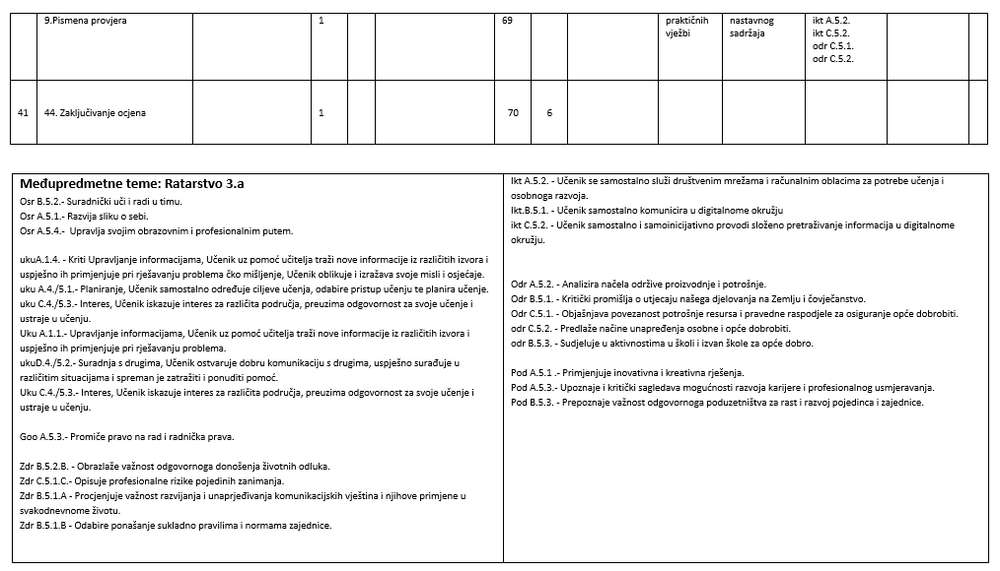 9.Pismena provjera 1 69 praktičnih nastavnog ikt A.5.2.
vježbi sadržaja ikt C.5.2.
odr C.5.1.
odr C.5.2.
41 44. Zaključivanje ocjena 1 70 6
Međupredmetne teme: Ratarstvo 3.a
Osr B.5.2.- Suradnički uči i radi u timu.
Osr A.5.1.- Razvija sliku o sebi.
Osr A.5.4.- Upravlja svojim obrazovnim i profesionalnim putem.
ukuA.1.4. - Kriti Upravljanje informacijama, Učenik uz pomoć učitelja traži nove informacije iz različitih izvora i
uspješno ih primjenjuje pri rješavanju problema čko mišljenje, Učenik oblikuje i izražava svoje misli i osjećaje.
uku A.4./5.1.- Planiranje, Učenik samostalno određuje ciljeve učenja, odabire pristup učenju te planira učenje.
uku C.4./5.3.- Interes, Učenik iskazuje interes za različita područja, preuzima odgovornost za svoje učenje i
ustraje u učenju.
Uku A.1.1.- Upravljanje informacijama, Učenik uz pomoć učitelja traži nove informacije iz različitih izvora i
uspješno ih primjenjuje pri rješavanju problema.
ukuD.4./5.2.- Suradnja s drugima, Učenik ostvaruje dobru komunikaciju s drugima, uspješno surađuje u
različitim situacijama i spreman je zatražiti i ponuditi pomoć.
Uku C.4./5.3.- Interes, Učenik iskazuje interes za različita područja, preuzima odgovornost za svoje učenje i
ustraje u učenju.
Goo A.5.3.- Promiče pravo na rad i radnička prava.
Zdr B.5.2.B. - Obrazlaže važnost odgovornoga donošenja životnih odluka.
Zdr C.5.1.C.- Opisuje profesionalne rizike pojedinih zanimanja.
Zdr B.5.1.A - Procjenjuje važnost razvijanja i unaprjeđivanja komunikacijskih vještina i njihove primjene u
svakodnevnome životu.
Zdr B.5.1.B - Odabire ponašanje sukladno pravilima i normama zajednice.
Ikt A.5.2. - Učenik se samostalno služi društvenim mrežama i računalnim oblacima za potrebe učenja i
osobnoga razvoja.
Ikt.B.5.1. - Učenik samostalno komunicira u digitalnome okružju
ikt C.5.2. - Učenik samostalno i samoinicijativno provodi složeno pretraživanje informacija u digitalnome
okružju.
Odr A.5.2. - Analizira načela održive proizvodnje i potrošnje.
Odr B.5.1. - Kritički promišlja o utjecaju našega djelovanja na Zemlju i čovječanstvo.
Odr C.5.1. - Objašnjava povezanost potrošnje resursa i pravedne raspodjele za osiguranje opće dobrobiti.
odr C.5.2. - Predlaže načine unapređenja osobne i opće dobrobiti.
odr B.5.3. - Sudjeluje u aktivnostima u školi i izvan škole za opće dobro.
Pod A.5.1 .- Primjenjuje inovativna i kreativna rješenja.
Pod A.5.3.- Upoznaje i kritički sagledava mogućnosti razvoja karijere i profesionalnog usmjeravanja.
Pod B.5.3. - Prepoznaje važnost odgovornoga poduzetništva za rast i razvoj pojedinca i zajednice.